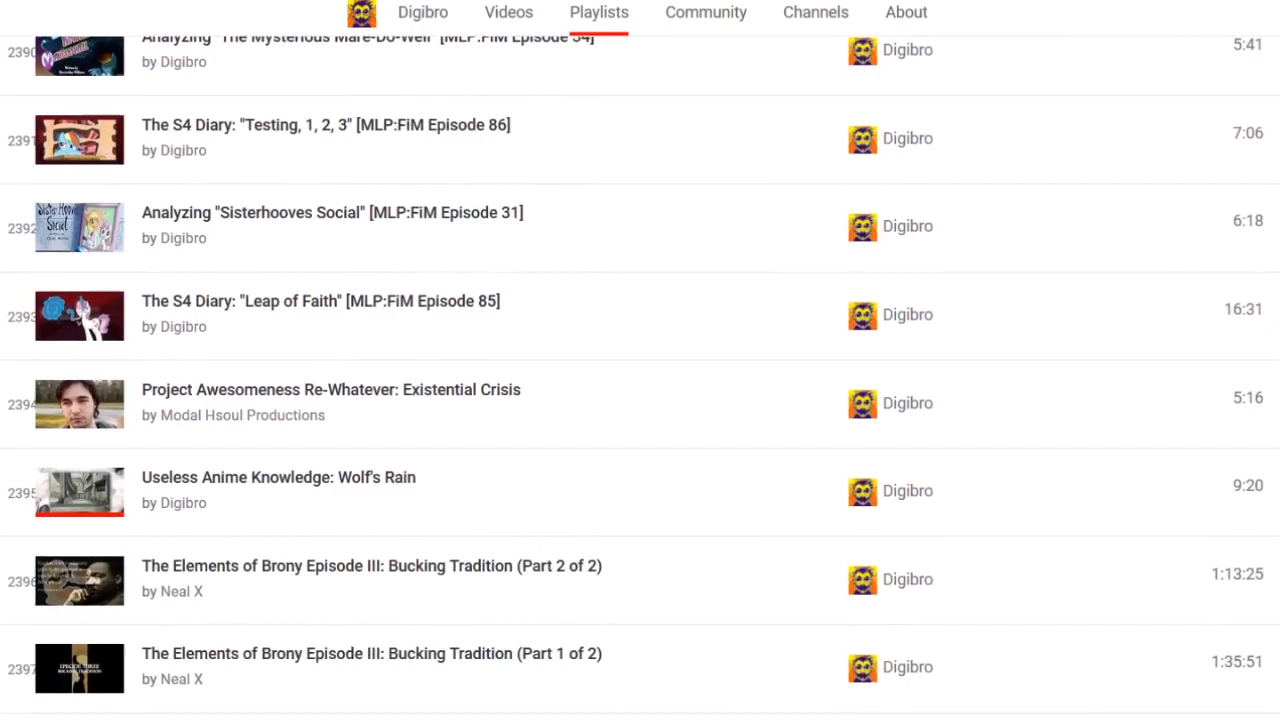 Digibro Videos Playlists Community Channels About
2390 Analyzing "The Mysterious Mare-Do-Well" [MLP:FiM Episode 34] Digibro 5:41
by Digibro
2391 The S4 Diary: "Testing, 1, 2, 3" [MLP:FiM Episode 86] Digibro 7:06
by Digibro
2392 Analyzing "Sisterhooves Social" [MLP:FiM Episode 31] Digibro 6:18
by Digibro
2393 The S4 Diary: "Leap of Faith" [MLP:FiM Episode 85] Digibro 16:31
by Digibro
2394 Project Awesomeness Re-Whatever: Existential Crisis Digibro 5:16
by Modal Hsoul Productions
2395 Useless Anime Knowledge: Wolf's Rain Digibro 9:20
by Digibro
2396 The Elements of Brony Episode III: Bucking Tradition (Part 2 of 2) Digibro 1:13:25
by Neal X
2397 The Elements of Brony Episode III: Bucking Tradition (Part 1 of 2) Digibro 1:35:51
by Neal X